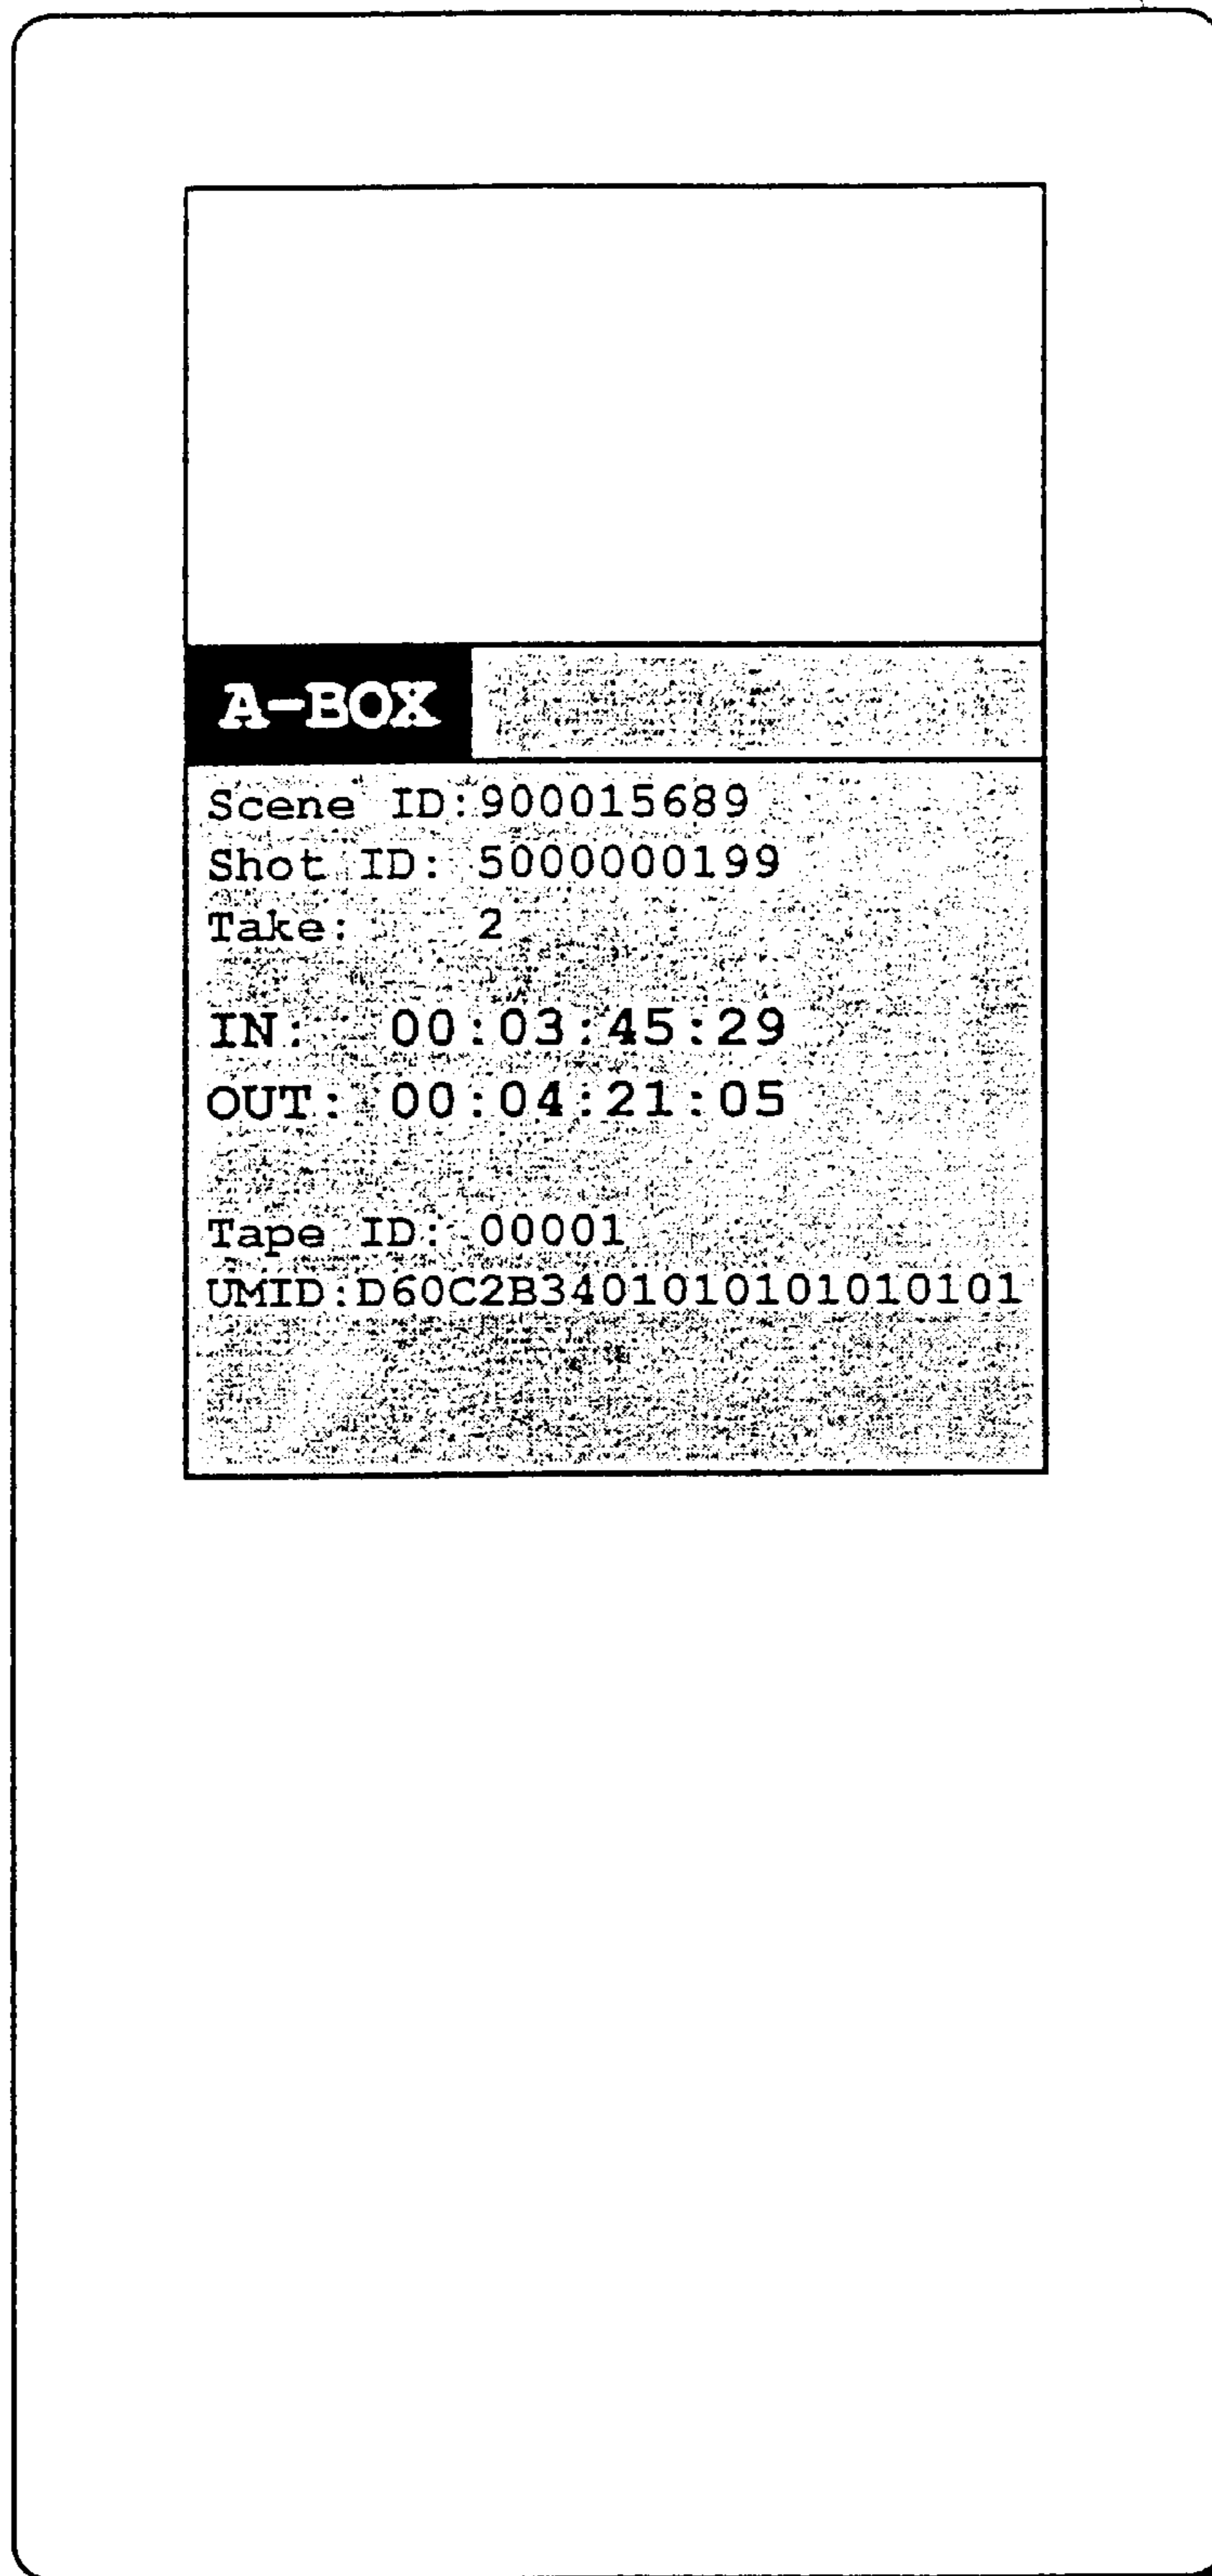 A-BOX
Scene ID:900015689
Shot ID: 5000000199
Take: 2
IN: 00:03:45:29
OUT: 00:04:21:05
Tape ID: 00001
UMID:D60C2B3401010101010101